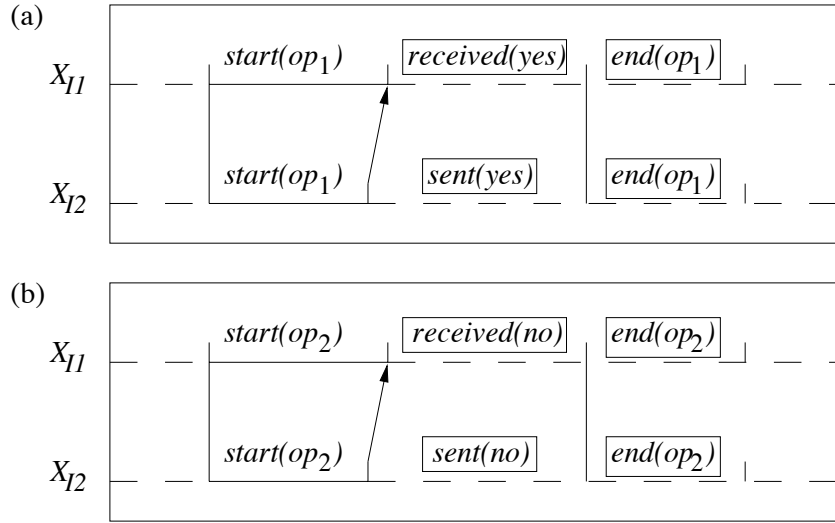 (a)
start(op1) received(yes) end(op1)
XI1
start(op1) sent(yes) end(op1)
XI2
(b)
start(op2) received(no) end(op2)
XI1
start(op2) sent(no) end(op2)
XI2